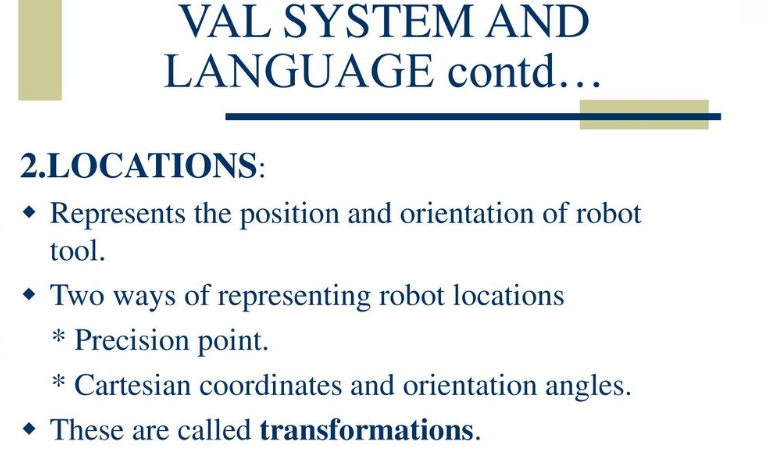 VAL SYSTEM AND
LANGUAGE contd…
2.LOCATIONS:
◆ Represents the position and orientation of robot
tool.
◆ Two ways of representing robot locations
* Precision point.
* Cartesian coordinates and orientation angles.
◆ These are called transformations.